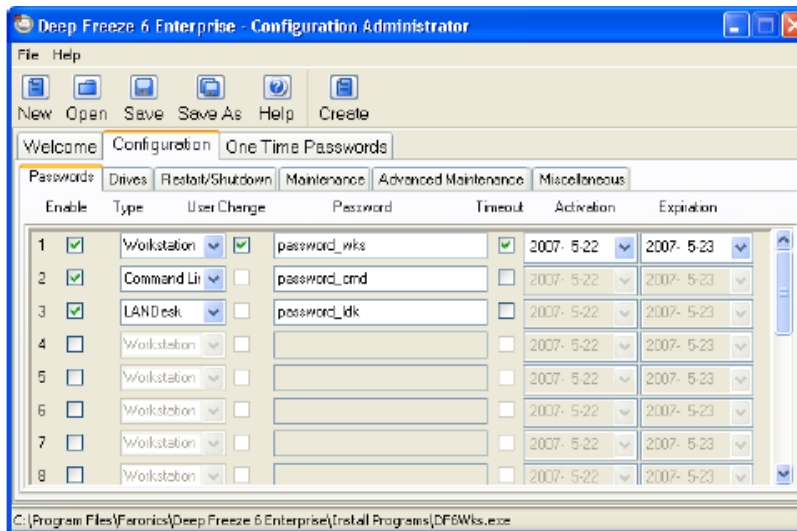 Deep Freeze 6 Enterprise - Configuration Administrator
File Help
New Open Save Save As Help Create
Welcome Configuration One Time Passwords
Passwords Drives Restart/Shutdown Maintenance Advanced Maintenance Miscellaneous
Enable Type User Change Password Timeout Activation Expiration
1 Workstation password_wks 2007- 5-22 2007- 5-23
2 Command Lir password_cmd 2007- 5-22 2007- 5-23
3 LANDesk password_ldk 2007- 5-22 2007- 5-23
4 Workstation 2007- 5-22 2007- 5-23
5 Workstation 2007- 5-22 2007- 5-23
6 Workstation 2007- 5-22 2007- 5-23
7 Workstation 2007- 5-22 2007- 5-23
8 Workstation 2007- 5-22 2007- 5-23
C:\Program Files\Faronics\Deep Freeze 6 Enterprise\Install Programs\DF6Wks.exe